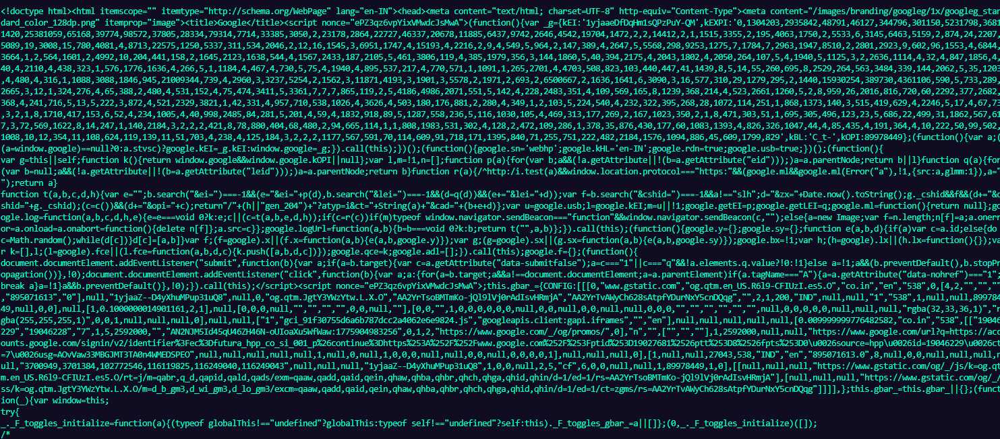 <!doctype html><html itemscope="" itemtype="http://schema.org/WebPage" lang="en-IN"><head><meta content="text/html; charset=UTF-8" http-equiv="Content-Type"><meta content="/images/branding/googleg/1x/googleg_stan
dard_color_128dp.png" itemprop="image"><title>Google</title><script nonce="ePZ3qz6vpYixVMwdcJsMwA">(function(){var _g={kEI:'1yjaaeDfDqHm1sQPzPuY-QM',kEXPI:'0,1304203,2935842,48791,46127,344796,301150,5231798,3681
1420,25381059,65168,39774,98572,37805,28334,79314,7714,33385,3050,2,23178,2864,22727,46337,20678,11885,6437,9742,2646,4542,19704,1472,2,2,14412,2,1,1515,3355,2,195,4063,1750,2,5533,6,3145,6463,5159,2,874,24,2207,
5089,19,3008,15,780,4081,4,8713,22575,1250,5337,311,534,2046,2,12,16,1545,3,6951,1747,4,15193,4,2216,2,9,4,549,5,964,2,147,389,4,2647,5,5568,298,9253,1275,7,1784,7,2963,1947,8510,2,2801,2923,9,602,96,1553,4,6844,
3664,1,2,564,1601,2,4992,10,204,441,158,2,1645,2123,1638,544,4,1567,2433,187,2105,5,461,3806,119,4,385,1979,356,3,144,1860,5,40,394,2175,4,2043,1802,4,2050,264,107,5,4,1940,5,1125,3,2,2636,1114,4,32,4,847,1856,4,
40,4,2110,4,438,323,1,576,1776,1636,4,266,5,1,1184,4,467,4,730,5,75,4,1940,4,895,537,217,4,770,571,1,1091,1,265,2701,4,4703,508,823,103,440,447,41,1439,8,5,14,55,260,695,8,2529,264,563,3484,339,144,2062,5,35,120
,4,480,4,316,1,1088,3088,1846,945,21009344,739,4,2960,3,3237,5254,2,1562,3,11871,4193,3,1901,3,5578,2,1971,2,693,2,6500667,2,1636,1641,6,3090,3,16,577,310,29,1279,295,2,1440,15930254,389730,4361106,590,5,733,289,
2665,3,12,1,324,276,4,65,388,2,480,4,531,152,4,75,474,3411,5,3361,7,7,7,865,119,2,5,4186,4986,2071,551,5,142,4,228,2483,351,4,109,569,165,8,1239,368,214,4,523,2661,1260,5,2,8,959,26,2016,816,720,60,2292,377,2682,
368,4,241,716,5,13,5,222,3,872,4,521,2329,3821,1,42,331,4,957,710,538,1026,4,3626,4,503,180,176,881,2,280,4,349,1,2,103,5,224,540,4,232,322,395,268,28,1072,114,251,1,868,1373,140,3,515,419,629,4,2246,5,17,4,67,73
,3,2,1,8,1710,417,153,6,52,4,234,1005,4,40,998,2485,84,281,5,201,4,59,4,1832,918,89,5,1287,558,236,5,116,1030,105,4,469,313,177,269,2,167,1023,350,2,1,8,471,303,51,1,695,305,496,123,23,5,686,22,499,31,1862,567,61
7,3,72,569,1622,8,14,247,1,140,2184,3,2,2,2,421,8,78,880,404,68,480,2,94,665,114,1,1,808,1983,531,302,4,128,2,472,109,286,1,378,35,876,430,177,60,1083,1393,4,826,326,1047,44,4,85,435,4,191,364,4,10,222,50,99,502,
1008,10,12,354,11,108,624,119,139,11,51,703,4,238,4,125,184,3,2,2,2,1177,567,591,70,114,609,91,718,171,1395,840,71,255,751,222,482,2184,1576,1094,886,45,609,1799,829',kBL:'C_t-',kOPI:89978449};(function(){var a;(
(a=window.google)==null?0:a.stvsc)?google.kEI=_g.kEI:window.google=_g;}).call(this);})();(function(){google.sn='webhp';google.kHL='en-IN';google.rdn=true;google.usb=true;})();(function(){
var g=this||self;function k(){return window.google&&window.google.kOPI||null};var l,m=!1,n=[];function p(a){for(var b;a&&(!a.getAttribute||!(b=a.getAttribute("eid")));)a=a.parentNode;return b||l}function q(a){for
(var b=null;a&&(!a.getAttribute||!(b=a.getAttribute("leid")));)a=a.parentNode;return b}function r(a){/^http:/i.test(a)&&window.location.protocol==="https:"&&(google.ml&&google.ml(Error("a"),!1,{src:a,glmm:1}),a="
");return a}
function t(a,b,c,d,h){var e="";b.search("&ei=")===-1&&(e="&ei="+p(d),b.search("&lei=")===-1&&(d=q(d))&&(e+="&lei="+d));var f=b.search("&cshid=")===-1&&a!=="slh";d="&zx="+Date.now().toString();g._cshid&&f&&(d+="&c
shid="+g._cshid);(c=c())&&(d+="&opi="+c);return"/"+(h||"gen_204")+"?atyp=i&ct="+String(a)+"&cad="+(b+e+d)};var u=google.usb;l=google.kEI;m=u||!1;google.getEI=p;google.getLEI=q;google.ml=function(){return null};go
ogle.log=function(a,b,c,d,h,e){e=e===void 0?k:e;c||(c=t(a,b,e,d,h));if(c=r(c))if(m)typeof window.navigator.sendBeacon==="function"&&window.navigator.sendBeacon(c,"");else{a=new Image;var f=n.length;n[f]=a;a.onerr
or=a.onload=a.onabort=function(){delete n[f]};a.src=c}};google.logUrl=function(a,b){b=b===void 0?k:b;return t("",a,b)};}).call(this);(function(){google.y={};google.sy={};function e(a,b,d){if(a)var c=a.id;else{do
c=Math.random();while(d[c])}d[c]=[a,b]}var f;(f=google).x||(f.x=function(a,b){e(a,b,google.y)});var g;(g=google).sx||(g.sx=function(a,b){e(a,b,google.sy)});google.bx=!1;var h;(h=google).lx||(h.lx=function(){});va
r k=[],l;(l=google).fce||(l.fce=function(a,b,d,c){k.push([a,b,d,c])});google.qce=k;google.adl=[];}).call(this);google.f={};(function(){
document.documentElement.addEventListener("submit",function(b){var a;if(a=b.target){var c=a.getAttribute("data-submitfalse");a=c==="1"||c==="q"&&!a.elements.q.value?!0:!1}else a=!1;a&&(b.preventDefault(),b.stopPr
opagation())},!0);document.documentElement.addEventListener("click",function(b){var a;a:{for(a=b.target;a&&a!==document.documentElement;a=a.parentElement)if(a.tagName==="A"){a=a.getAttribute("data-nohref")==="1";
break a}a=!1}a&&b.preventDefault()},!0);}).call(this);</script><script nonce="ePZ3qz6vpYixVMwdcJsMwA">;this.gbar_={CONFIG:[[[0,"www.gstatic.com","og.qtm.en_US.R6l9-CFIUzI.es5.O","co.in","en","538",0,[4,2,"","",""
,"895071613","0"],null,"1yjaaZ--D4yXhuMPup31uQ8",null,0,"og.qtm.JgtY3YWzYtw.L.X.O","AA2YrTsoBMTmKo-jQl9lVj0rAdIsvHRmjA","AA2YrTvAWyCh628sAtpfYDurNxY5cnDQqg","",2,1,200,"IND",null,null,"1","538",1,null,null,899784
49,null,0,0],null,[1,0.1000000014901161,2,1],null,[0,0,0,null,"","","","",0,0,null,""],[0,0,"",1,0,0,0,0,0,0,null,0,0,null,0,0,null,null,0,0,0,"","","","","","",null,0,0,0,0,0,null,null,null,"rgba(32,33,36,1)","r
gba(255,255,255,1)",0,0,1,null,null,null,0],null,null,["1","gci_91f30755d6a6b787dcc2a4062e6e9824.js","googleapis.client:gapi.iframes","","en"],null,null,null,null,[0.009999999776482582,"co.in","538",[["19046
229","19046228","7",1,5,2592000,"","AN2NJM5Id45qU46ZH46N-oUIoaXu5WfWaw:1775904983256",0,1,2,"https://www.google.com/_/og/promos/",0],"n","",["","",""],1,2592000,null,null,"https://www.google.com/url?q=https://acc
ounts.google.com/signin/v2/identifier%3Fec%3Dfutura_hpp_co_si_001_p%26continue%3Dhttps%253A%252F%252Fwww.google.com%252F%253Fptid%253D19027681%2526ptt%253D8%2526fpts%253D0\u0026source=hpp\u0026id=19046229\u0026ct
=7\u0026usg=AOvVaw33MBGJMT3TA0n4WMEDSPEO",null,null,null,null,null,1,null,0,null,1,0,0,0,null,null,0,0,null,0,0,0,0,0,1],null,null,0],[1,null,null,27043,538,"IND","en","895071613.0",8,null,0,0,null,null,null,null,n
ull,"3700949,3701384,102772546,116119825,116249040,116249043",null,null,null,"1yjaaZ--D4yXhuMPup31uQ8",1,0,0,null,2,5,"cf",6,0,0,null,null,1,89978449,1,0],[[null,null,null,"https://www.gstatic.com/og/_/js/k=og.qt
m.en_US.R6l9-CFIUzI.es5.O/rt=j/m=qabr,q_d,qapid,qald,qads/exm=qaaw,qadd,qaid,qein,qhaw,qhba,qhbr,qhch,qhga,qhid,qhin/d=1/ed=1/rs=AA2YrTsoBMTmKo-jQl9lVj0rAdIsvHRmjA"],[null,null,null,"https://www.gstatic.com/og/_/
ss/k=og.qtm.JgtY3YWzYtw.L.X.O/m=d_b_gm3,d_wi_gm3,d_lo_gm3/excm=qaaw,qadd,qaid,qein,qhaw,qhba,qhbr,qhch,qhga,qhid,qhin/d=1/ed=1/ct=zgms/rs=AA2YrTvAWyCh628sAtpfYDurNxY5cnDQqg"]]]],};this.gbar_=this.gbar_||{};(funct
ion(_){var window=this;
try{
_._F_toggles_initialize=function(a){(typeof globalThis!=="undefined"?globalThis:typeof self!=="undefined"?self:this)._F_toggles_gbar_=a||[]};(0,_._F_toggles_initialize)([]);
/*